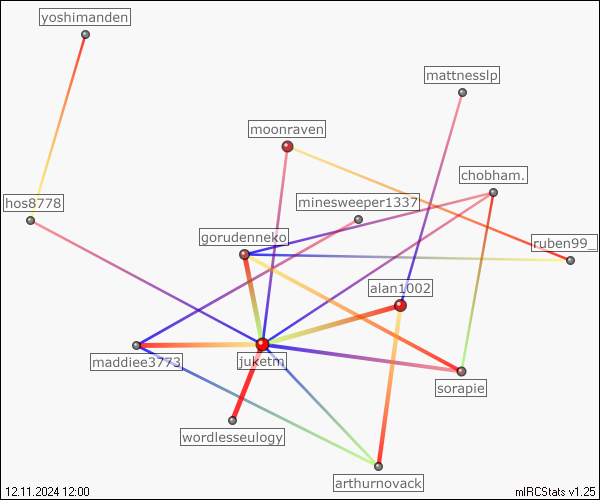 yoshimanden
mattnesslp
moonraven
chobham.
hos8778
minesweeper1337
gorudenneko
ruben99_
alan1002
maddiee3773
juketm
sorapie
wordlesseulogy
arthurnovack
12.11.2024 12:00
mIRCStats v1.25